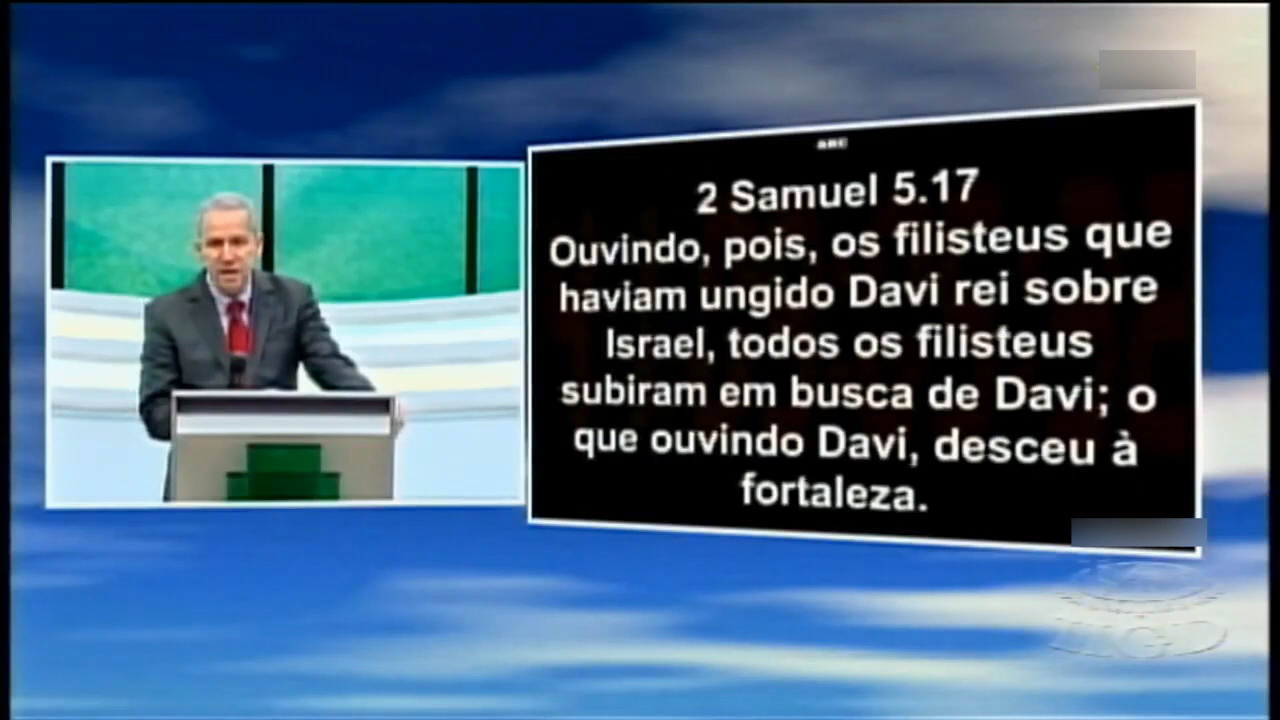 ARC
2 Samuel 5.17
Ouvindo, pois, os filisteus que
haviam ungido Davi rei sobre
Israel, todos os filisteus
subiram em busca de Davi; o
que ouvindo Davi, desceu à
fortaleza.